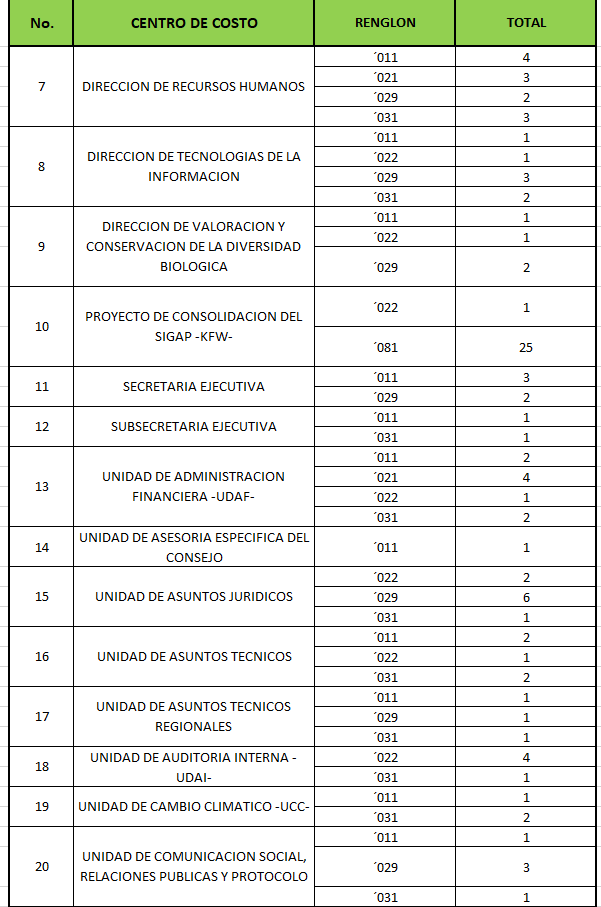 No. CENTRO DE COSTO RENGLON TOTAL
7 DIRECCION DE RECURSOS HUMANOS
´011 4
´021 3
´029 2
´031 3
8 DIRECCION DE TECNOLOGIAS DE LA
INFORMACION
´011 1
´022 1
´029 3
´031 2
9 DIRECCION DE VALORACION Y
CONSERVACION DE LA DIVERSIDAD
BIOLOGICA
´011 1
´022 1
´029 2
10 PROYECTO DE CONSOLIDACION DEL
SIGAP -KFW-
´022 1
´081 25
11 SECRETARIA EJECUTIVA
´011 3
´029 2
12 SUBSECRETARIA EJECUTIVA
´011 1
´031 1
13 UNIDAD DE ADMINISTRACION
FINANCIERA -UDAF-
´011 2
´021 4
´022 1
´031 2
14 UNIDAD DE ASESORIA ESPECIFICA DEL
CONSEJO
´011 1
15 UNIDAD DE ASUNTOS JURIDICOS
´022 2
´029 6
´031 1
16 UNIDAD DE ASUNTOS TECNICOS
´011 2
´022 1
´031 2
17 UNIDAD DE ASUNTOS TECNICOS
REGIONALES
´011 1
´029 1
´031 1
18 UNIDAD DE AUDITORIA INTERNA -
UDAI-
´022 4
´031 1
19 UNIDAD DE CAMBIO CLIMATICO -UCC-
´011 1
´031 2
20 UNIDAD DE COMUNICACION SOCIAL,
RELACIONES PUBLICAS Y PROTOCOLO
´011 1
´029 3
´031 1